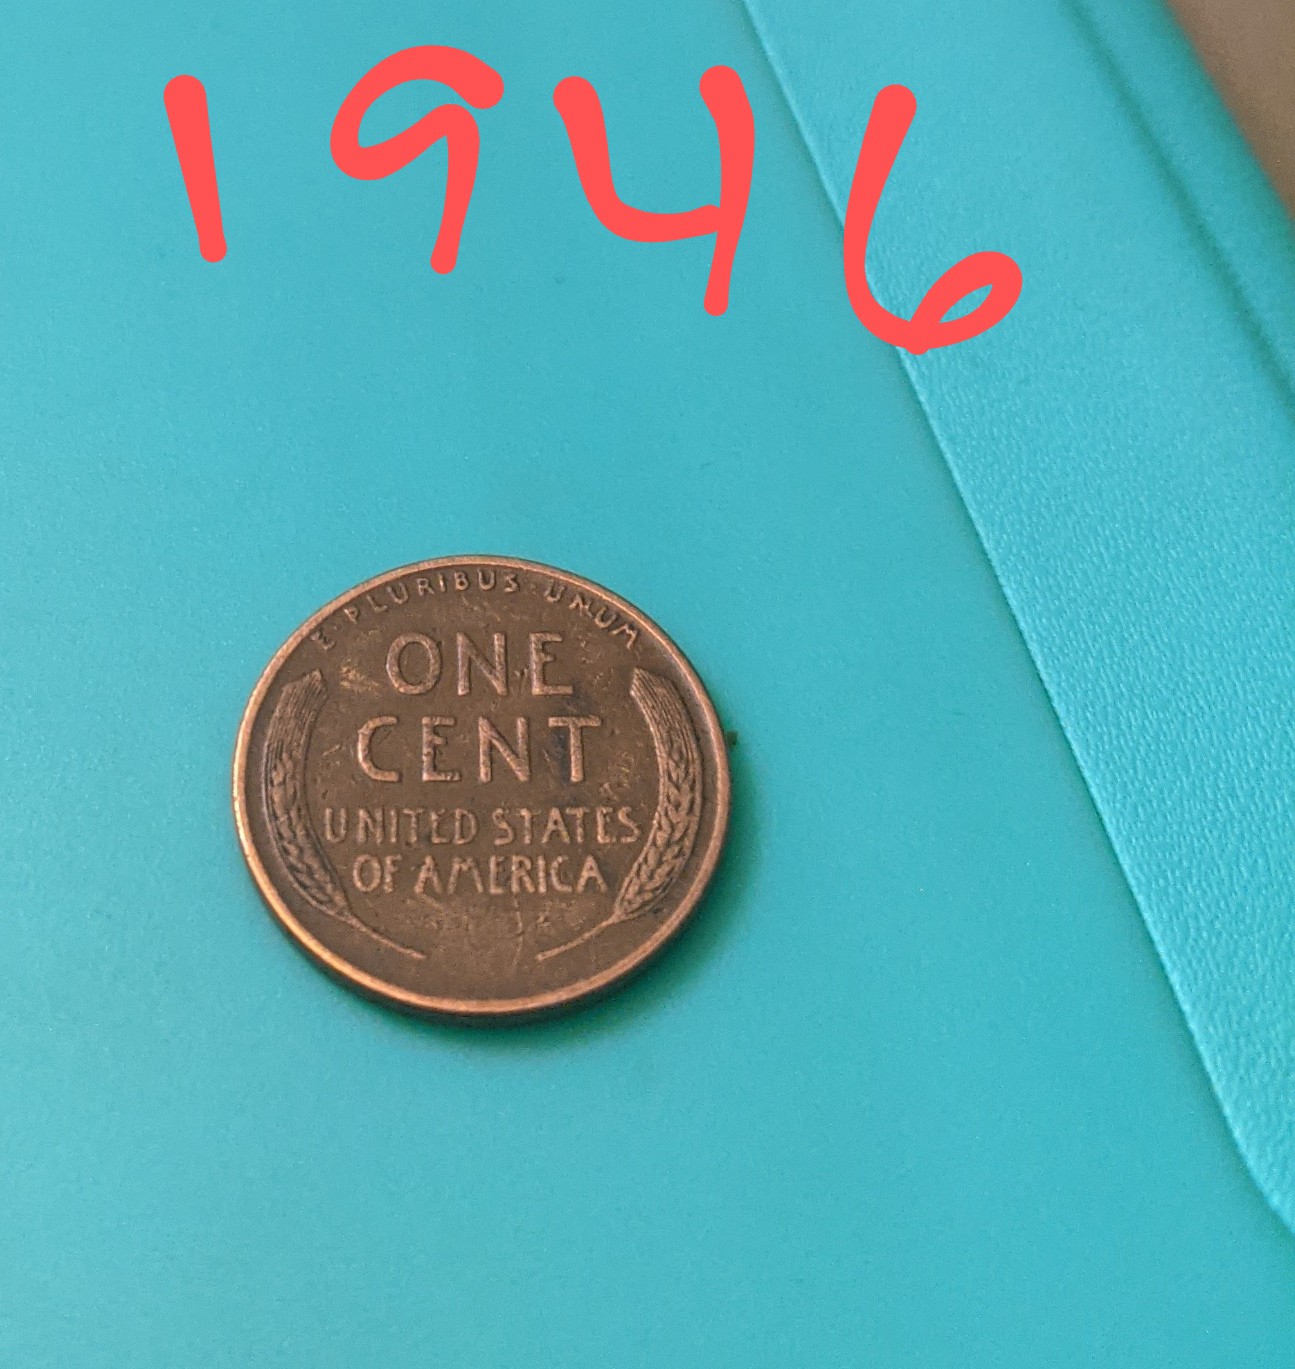 1946
E · PLURIBUS · UNUM
ONE
CENT
UNITED STATES
OF AMERICA